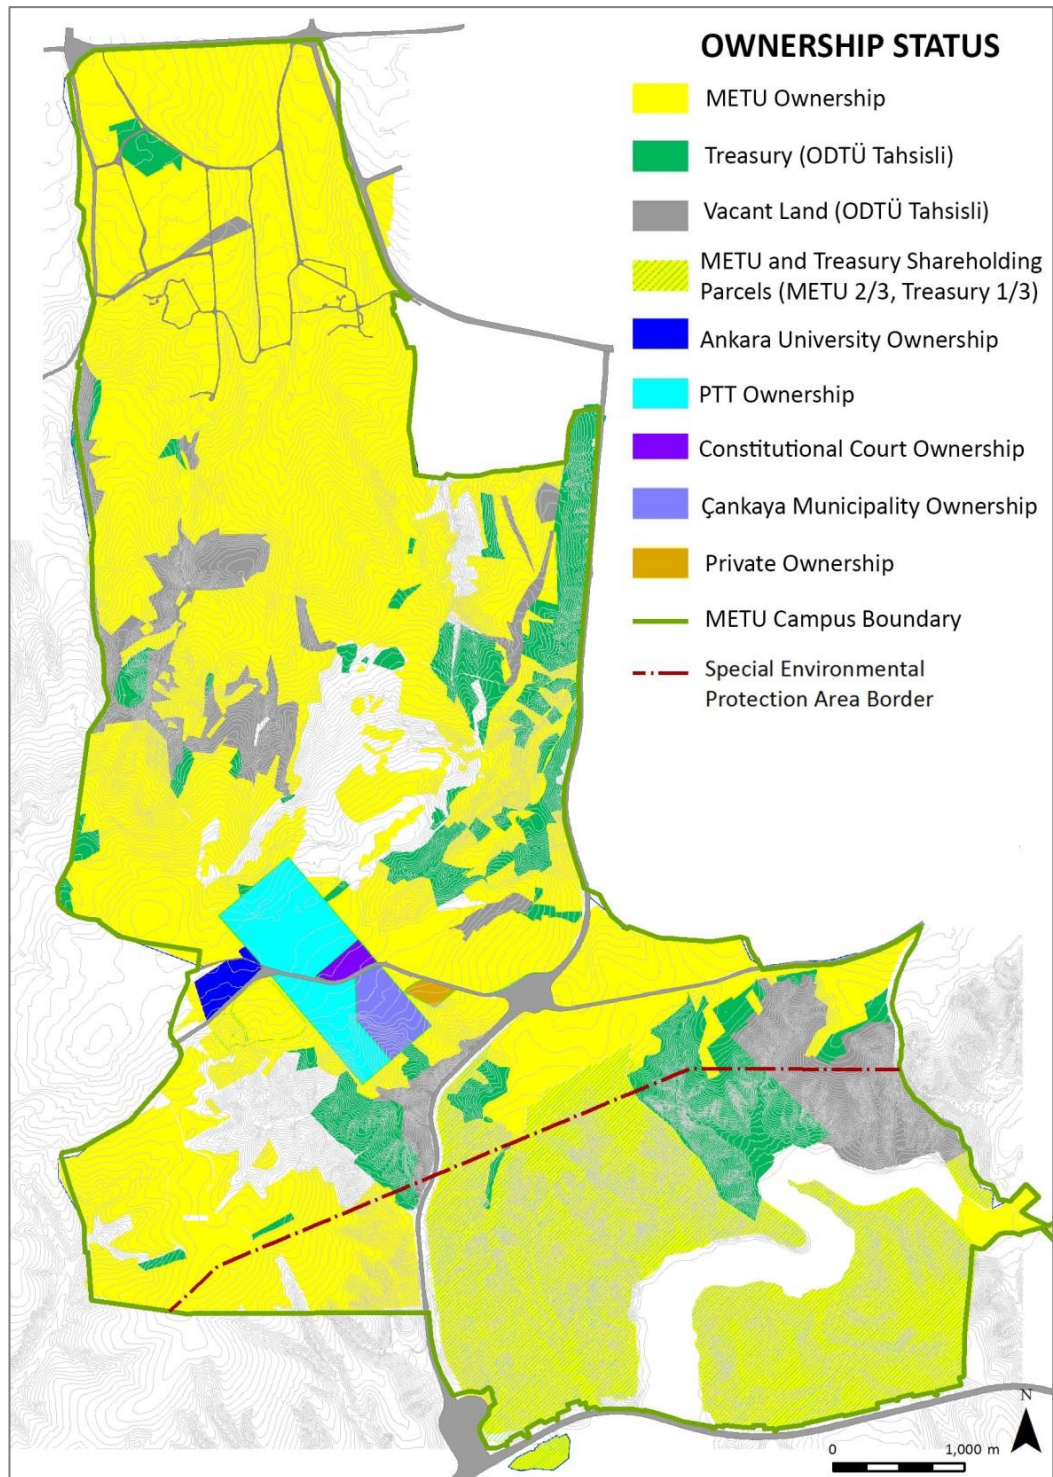 OWNERSHIP STATUS
METU Ownership
Treasury (ODTÜ Tahsisli)
Vacant Land (ODTÜ Tahsisli)
METU and Treasury Shareholding
Parcels (METU 2/3, Treasury 1/3)
Ankara University Ownership
PTT Ownership
Constitutional Court Ownership
Çankaya Municipality Ownership
Private Ownership
METU Campus Boundary
Special Environmental
Protection Area Border
N
0 1,000 m